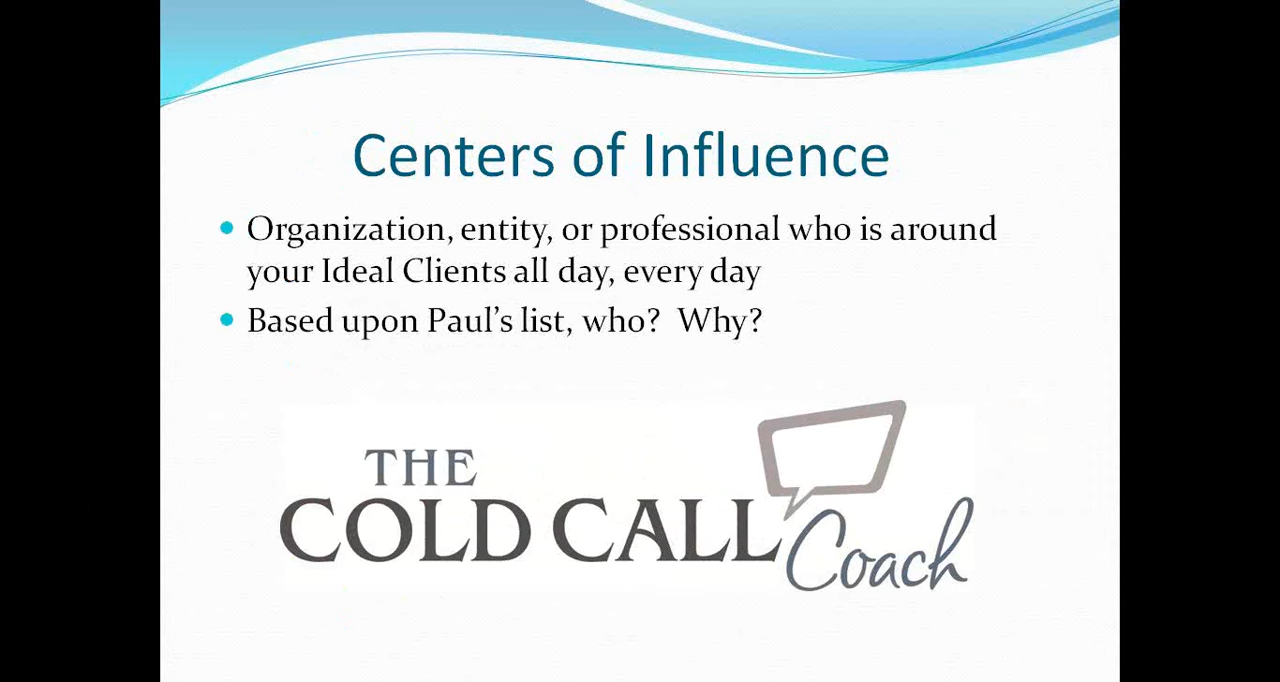 Centers of Influence
Organization, entity, or professional who is around
your Ideal Clients all day, every day
Based upon Paul’s list, who?  Why?
THE
COLD CALL
Coach